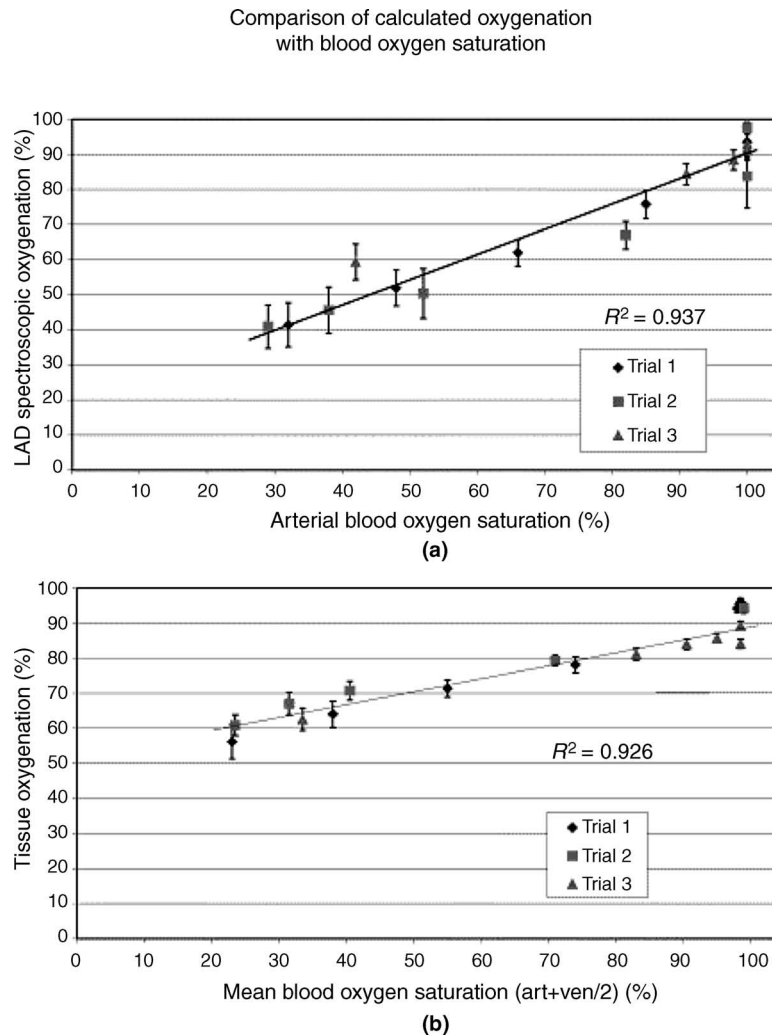 Comparison of calculated oxygenation
with blood oxygen saturation
LAD spectroscopic oxygenation (%)
100
90
80
70
60
50
40
30
20
10
0
R² = 0.937
Trial 1
Trial 2
Trial 3
0 10 20 30 40 50 60 70 80 90 100
Arterial blood oxygen saturation (%)
(a)
Tissue oxygenation (%)
100
90
80
70
60
50
40
30
20
10
0
R² = 0.926
Trial 1
Trial 2
Trial 3
0 10 20 30 40 50 60 70 80 90 100
Mean blood oxygen saturation (art+ven/2) (%)
(b)